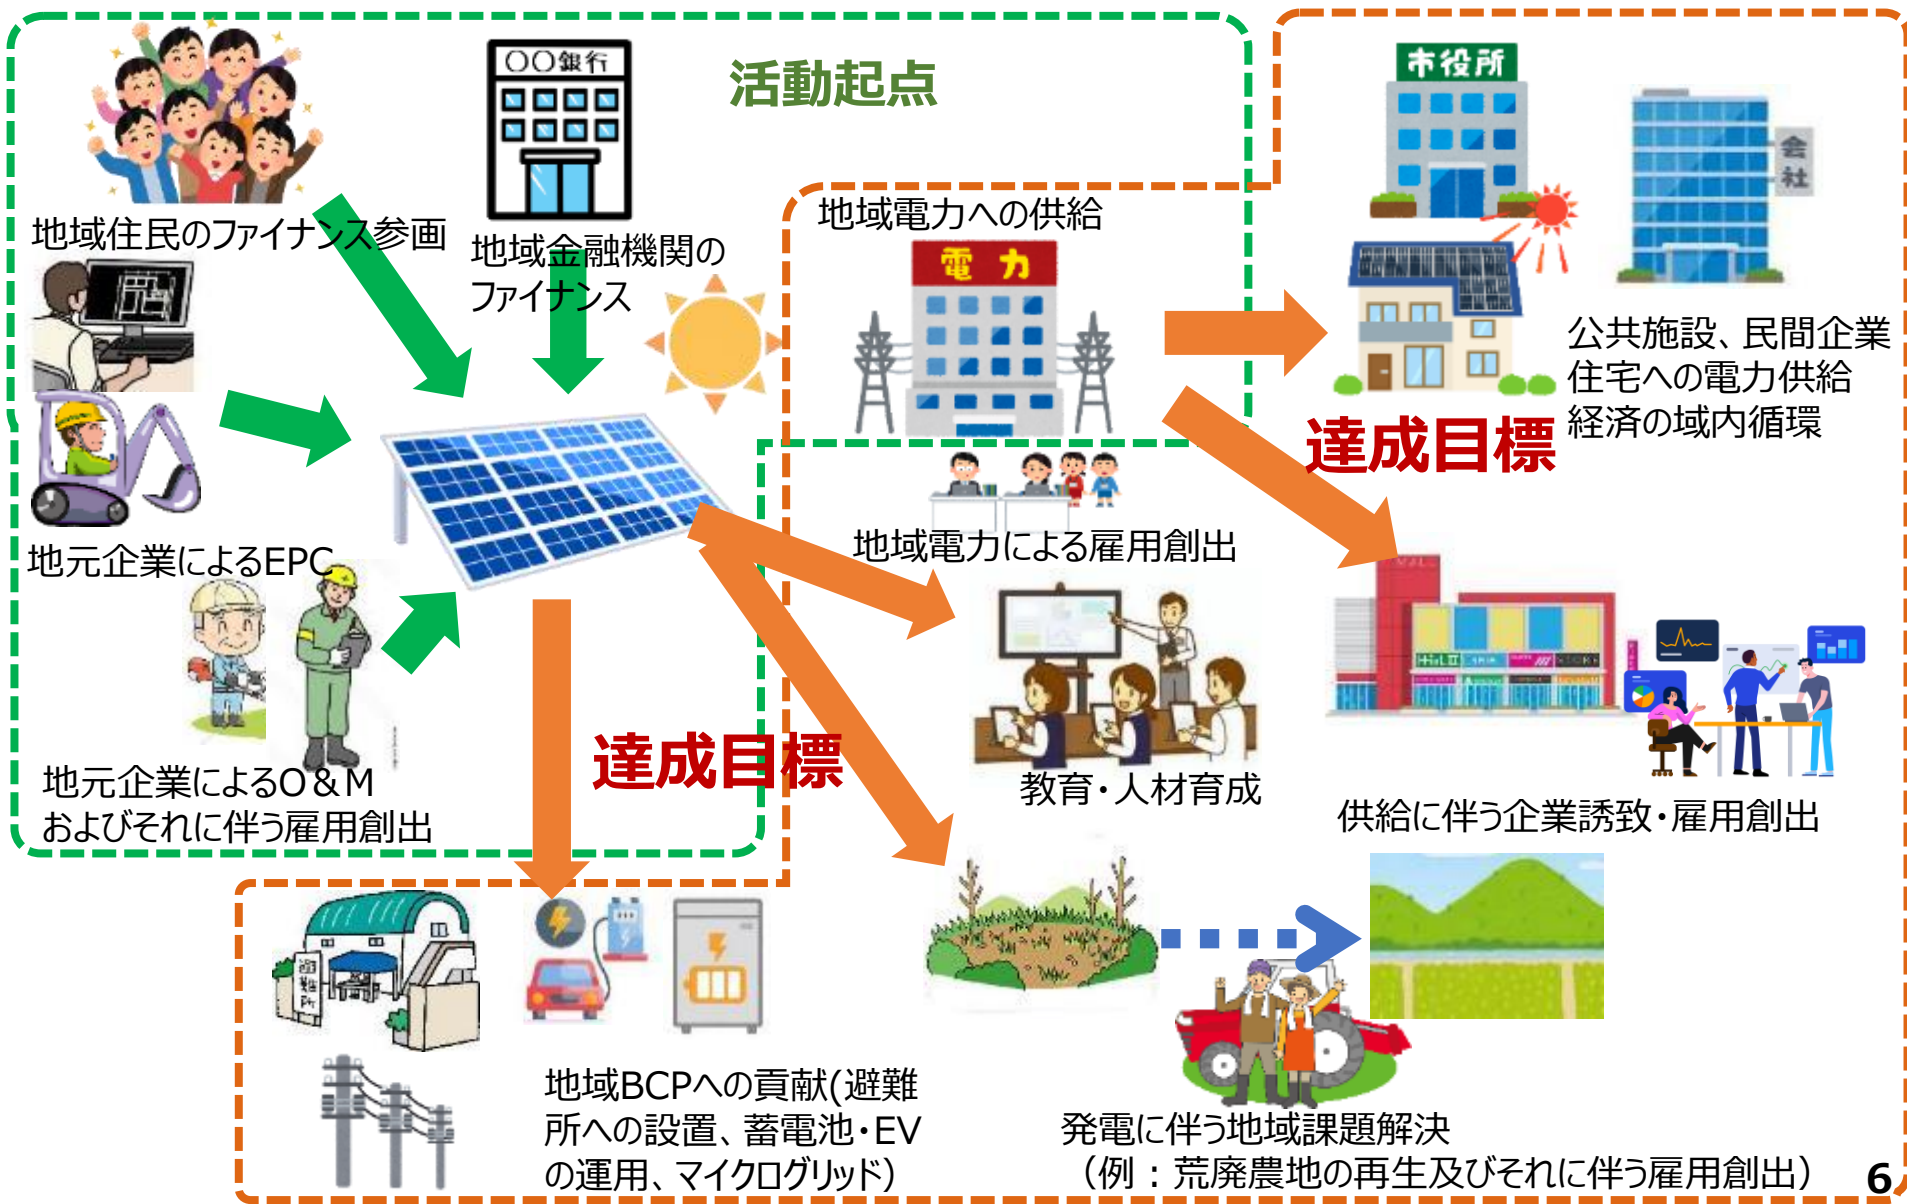 〇〇銀行
活動起点
市役所
会社
地域住民のファイナンス参画
地域金融機関の
ファイナンス
地域電力への供給
電力
公共施設、民間企業
住宅への電力供給
経済の域内循環
達成目標
地元企業によるEPC
地域電力による雇用創出
達成目標
教育・人材育成
地元企業によるO&M
およびそれに伴う雇用創出
供給に伴う企業誘致・雇用創出
避難所
地域BCPへの貢献(避難
所への設置、蓄電池・EV
の運用、マイクログリッド)
発電に伴う地域課題解決
（例：荒廃農地の再生及びそれに伴う雇用創出）
6